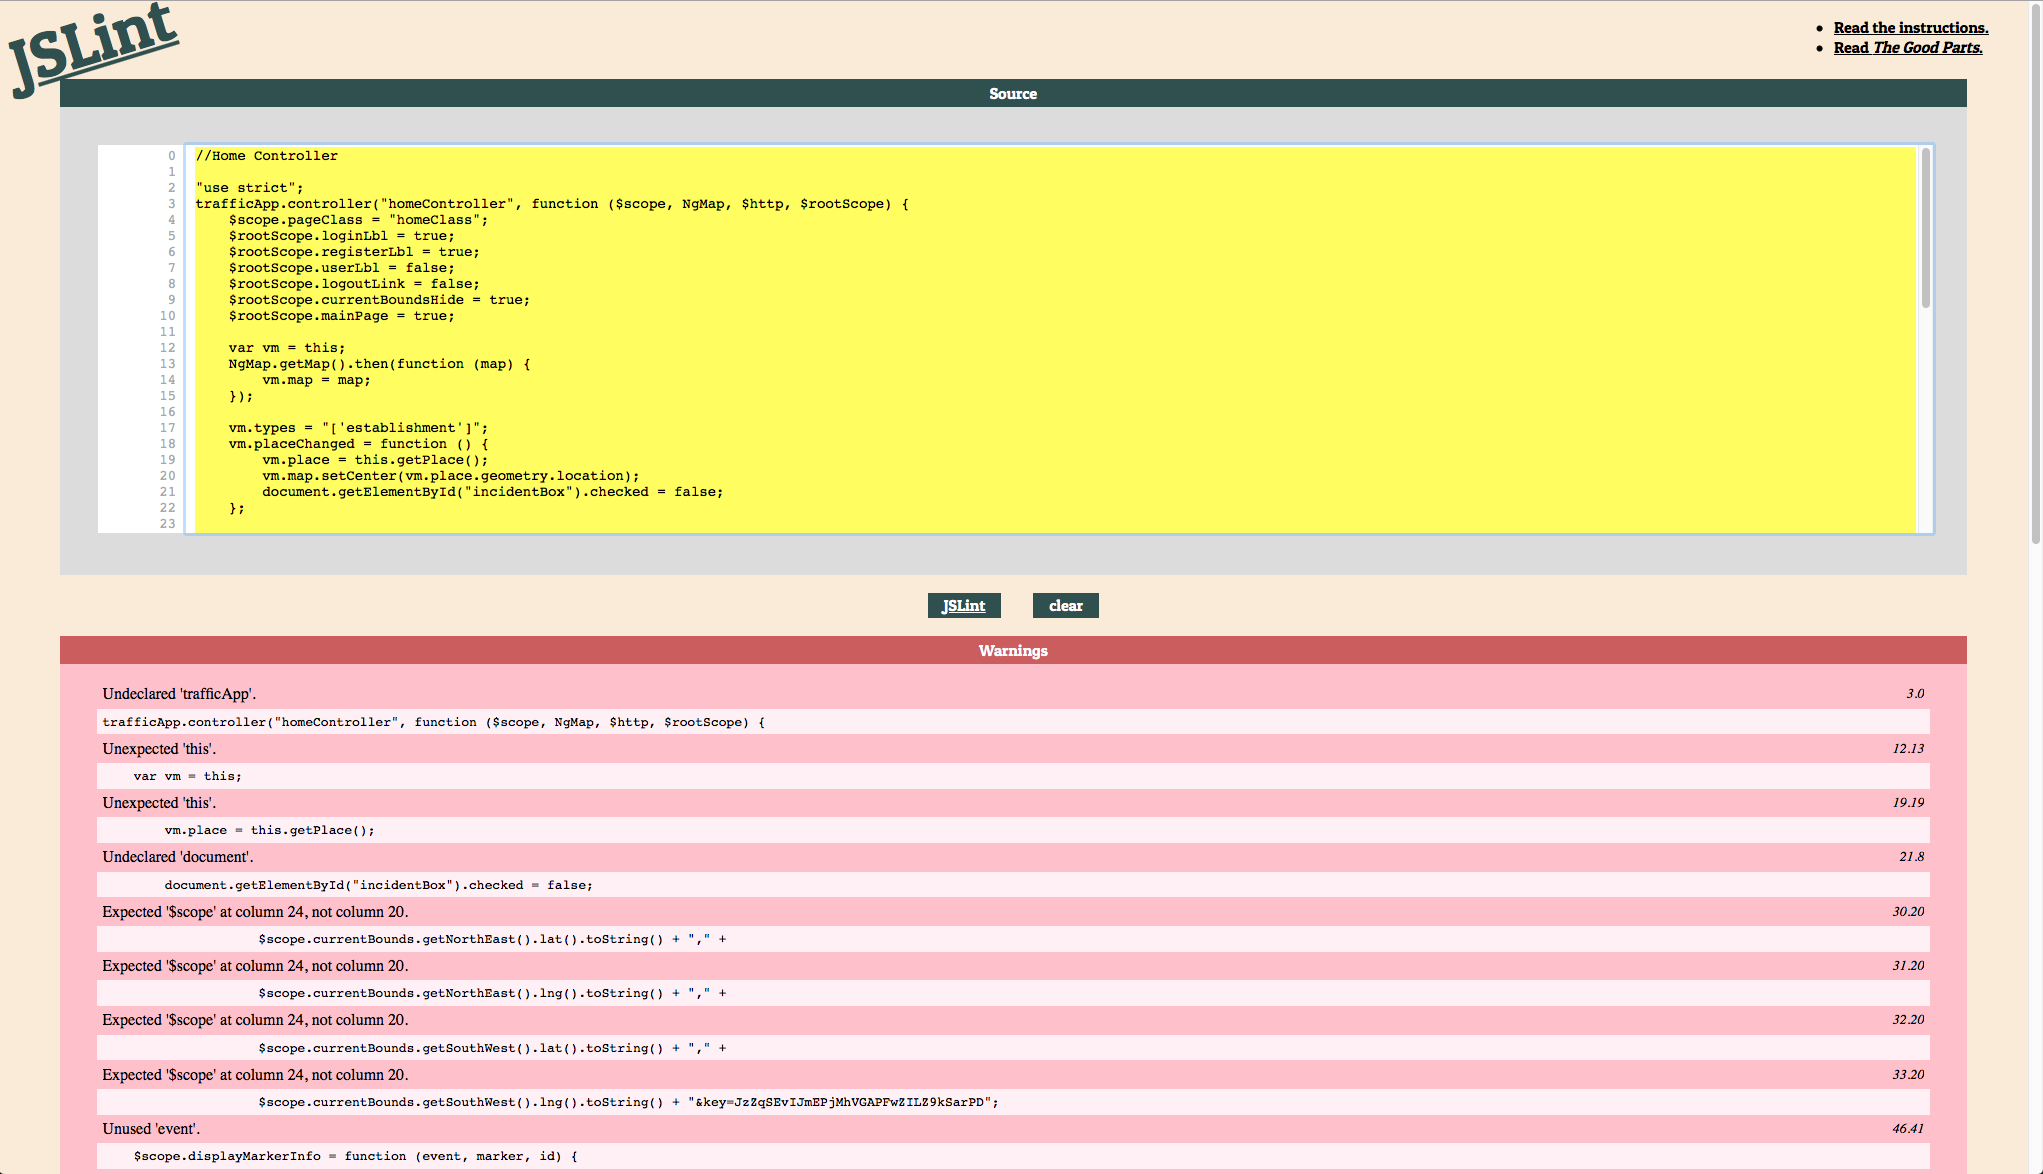 JSLint
Read the instructions.
Read The Good Parts.
Source
0 //Home Controller
1
2 "use strict";
3 trafficApp.controller("homeController", function ($scope, NgMap, $http, $rootScope) {
4 $scope.pageClass = "homeClass";
5 $rootScope.loginLbl = true;
6 $rootScope.registerLbl = true;
7 $rootScope.userLbl = false;
8 $rootScope.logoutLink = false;
9 $rootScope.currentBoundsHide = true;
10 $rootScope.mainPage = true;
11
12 var vm = this;
13 NgMap.getMap().then(function (map) {
14 vm.map = map;
15 });
16
17 vm.types = "['establishment']";
18 vm.placeChanged = function () {
19 vm.place = this.getPlace();
20 vm.map.setCenter(vm.place.geometry.location);
21 document.getElementById("incidentBox").checked = false;
22 };
23
JSLint clear
Warnings
Undeclared 'trafficApp'. 3.0
trafficApp.controller("homeController", function ($scope, NgMap, $http, $rootScope) {
Unexpected 'this'. 12.13
var vm = this;
Unexpected 'this'. 19.19
vm.place = this.getPlace();
Undeclared 'document'. 21.8
document.getElementById("incidentBox").checked = false;
Expected '$scope' at column 24, not column 20. 30.20
$scope.currentBounds.getNorthEast().lat().toString() + "," +
Expected '$scope' at column 24, not column 20. 31.20
$scope.currentBounds.getNorthEast().lng().toString() + "," +
Expected '$scope' at column 24, not column 20. 32.20
$scope.currentBounds.getSouthWest().lat().toString() + "," +
Expected '$scope' at column 24, not column 20. 33.20
$scope.currentBounds.getSouthWest().lng().toString() + "&key=JzZqSEvIJmEPjMhVGAPFwZILZ9kSarPD";
Unused 'event'. 46.41
$scope.displayMarkerInfo = function (event, marker, id) {